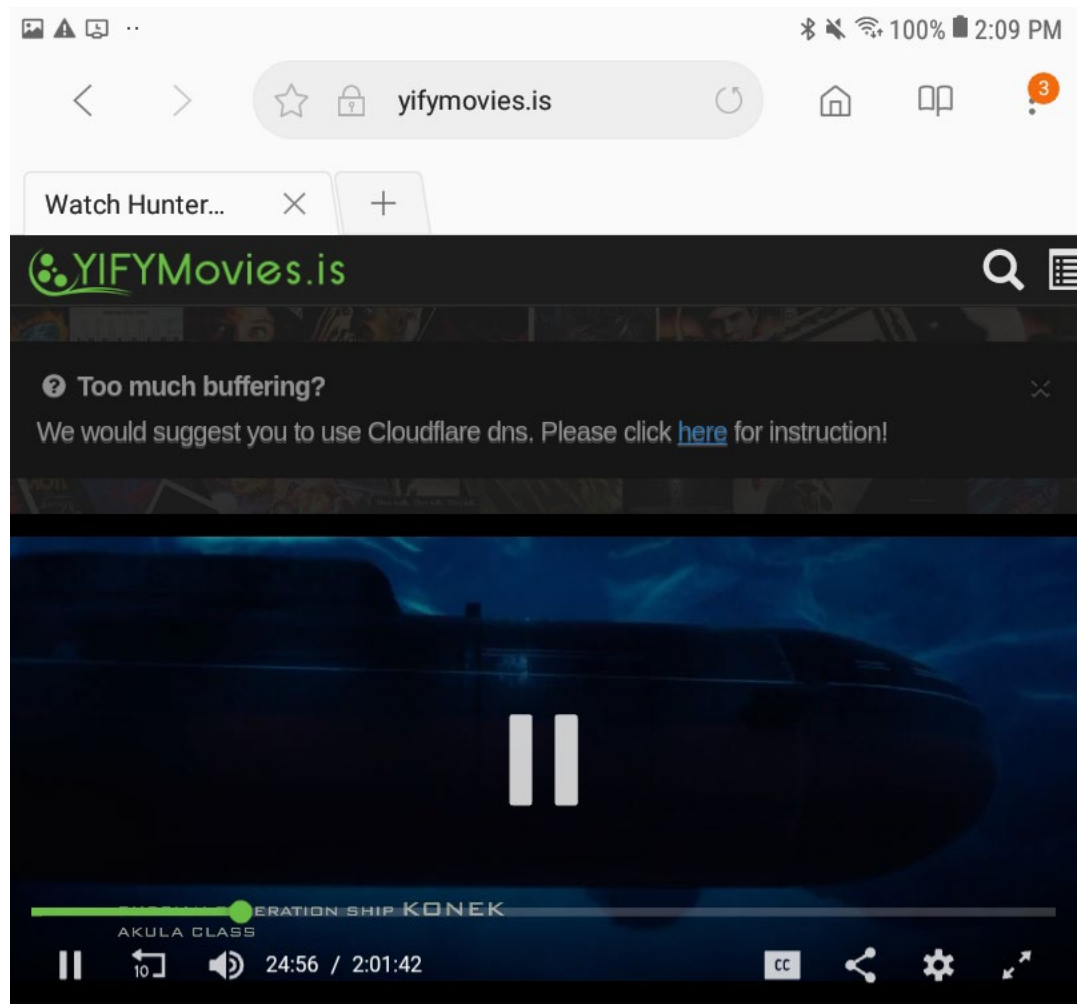 100% 2:09 PM
yifymovies.is
3
Watch Hunter...
YIFYMovies.is
Too much buffering?
We would suggest you to use Cloudflare dns. Please click here for instruction!
ERATION SHIP KONEK
AKULA CLASS
10
24:56 / 2:01:42
CC